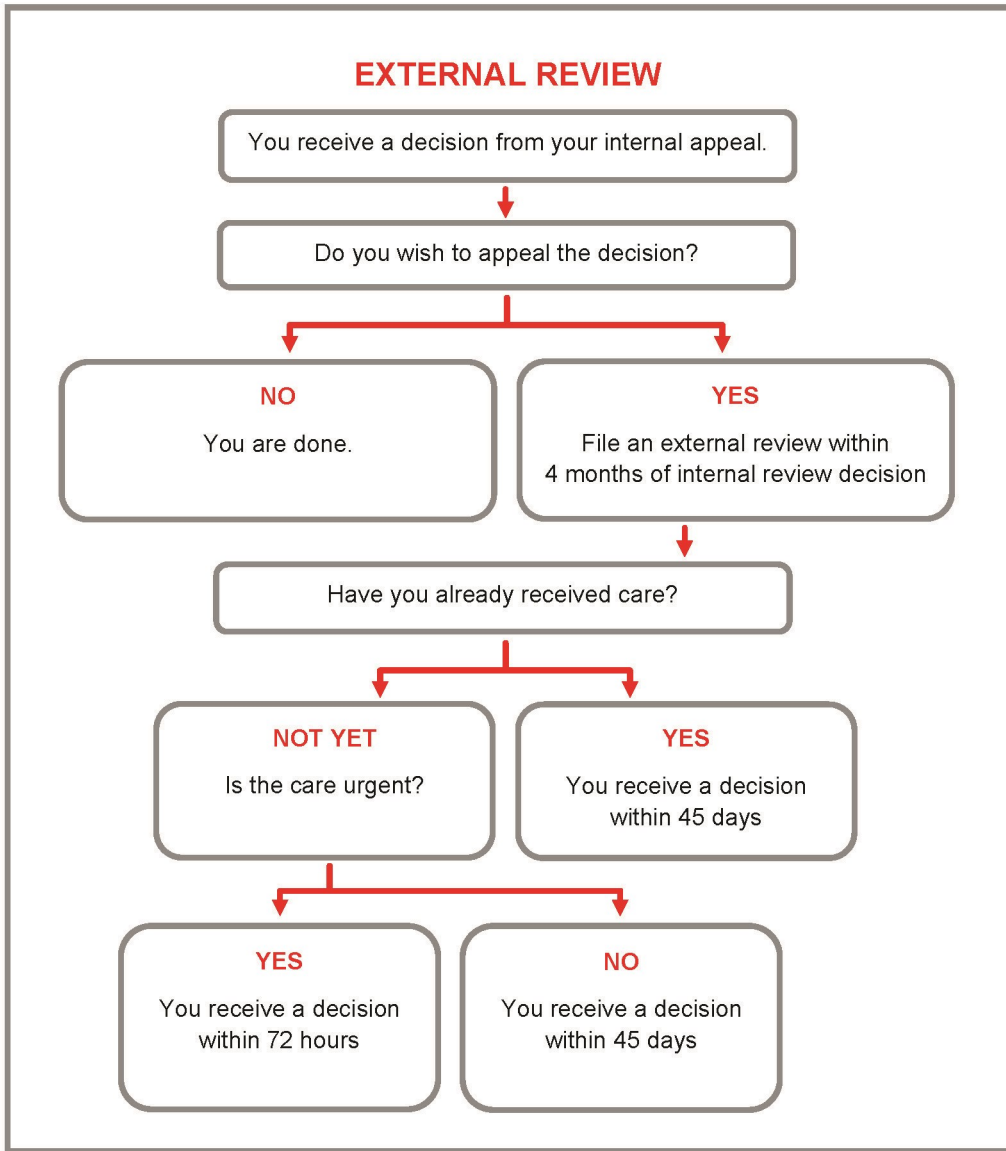 EXTERNAL REVIEW
You receive a decision from your internal appeal.
Do you wish to appeal the decision?
NO
You are done.
YES
File an external review within
4 months of internal review decision
Have you already received care?
NOT YET
Is the care urgent?
YES
You receive a decision
within 45 days
YES
You receive a decision
within 72 hours
NO
You receive a decision
within 45 days